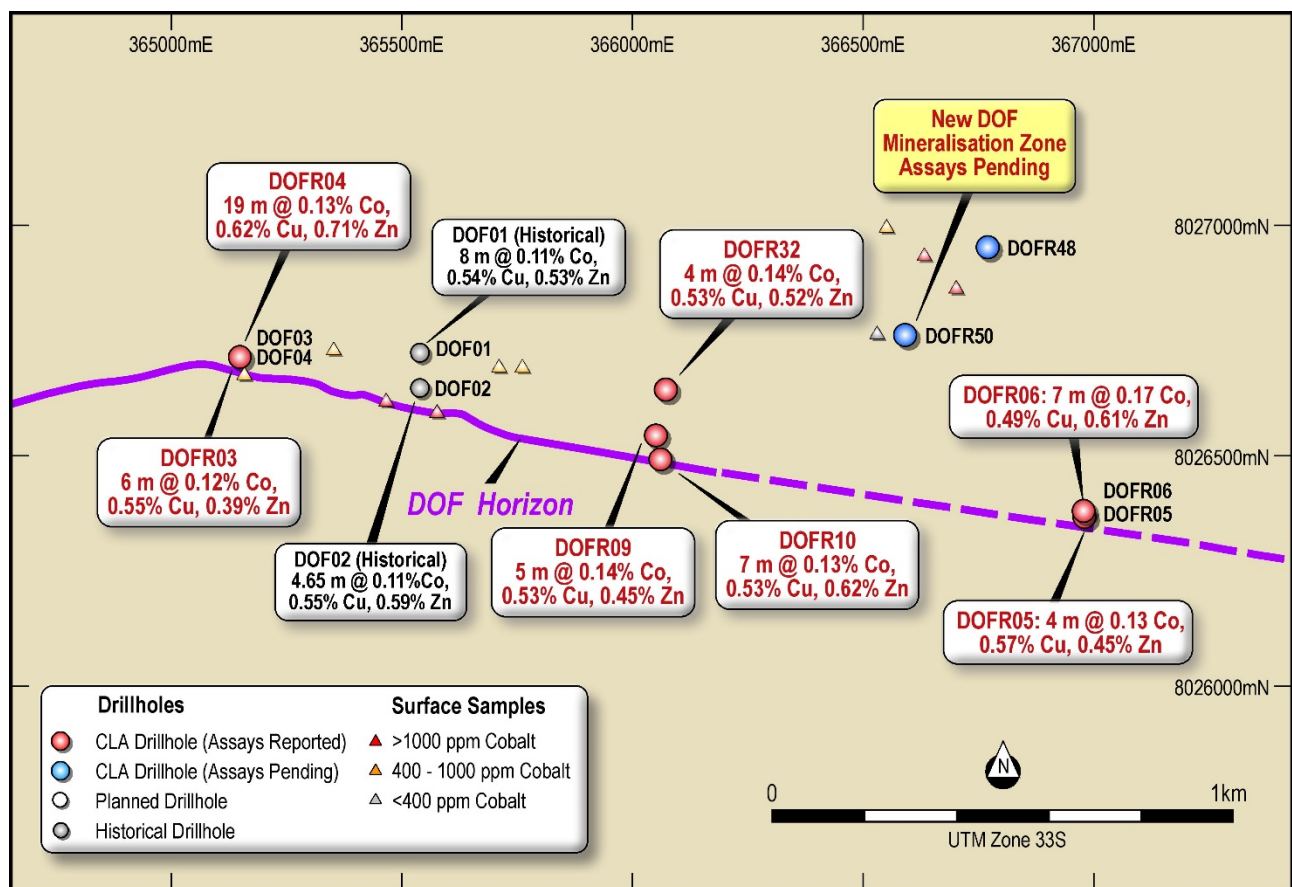 365000mE
365500mE
366000mE
366500mE
367000mE
New DOF
Mineralisation Zone
Assays Pending
DOFR04
19 m @ 0.13% Co,
0.62% Cu, 0.71% Zn
DOF01 (Historical)
8 m @ 0.11% Co,
0.54% Cu, 0.53% Zn
DOFR32
4 m @ 0.14% Co,
0.53% Cu, 0.52% Zn
8027000mN
DOFR48
DOFR50
DOF03
DOF04
DOF01
DOF02
DOFR06: 7 m @ 0.17 Co,
0.49% Cu, 0.61% Zn
DOFR03
6 m @ 0.12% Co,
0.55% Cu, 0.39% Zn
DOF Horizon
8026500mN
DOFR06
DOFR05
DOF02 (Historical)
4.65 m @ 0.11%Co,
0.55% Cu, 0.59% Zn
DOFR09
5 m @ 0.14% Co,
0.53% Cu, 0.45% Zn
DOFR10
7 m @ 0.13% Co,
0.53% Cu, 0.62% Zn
DOFR05: 4 m @ 0.13 Co,
0.57% Cu, 0.45% Zn
8026000mN
Drillholes
CLA Drillhole (Assays Reported)
CLA Drillhole (Assays Pending)
Planned Drillhole
Historical Drillhole
Surface Samples
>1000 ppm Cobalt
400 - 1000 ppm Cobalt
<400 ppm Cobalt
N
0
1km
UTM Zone 33S